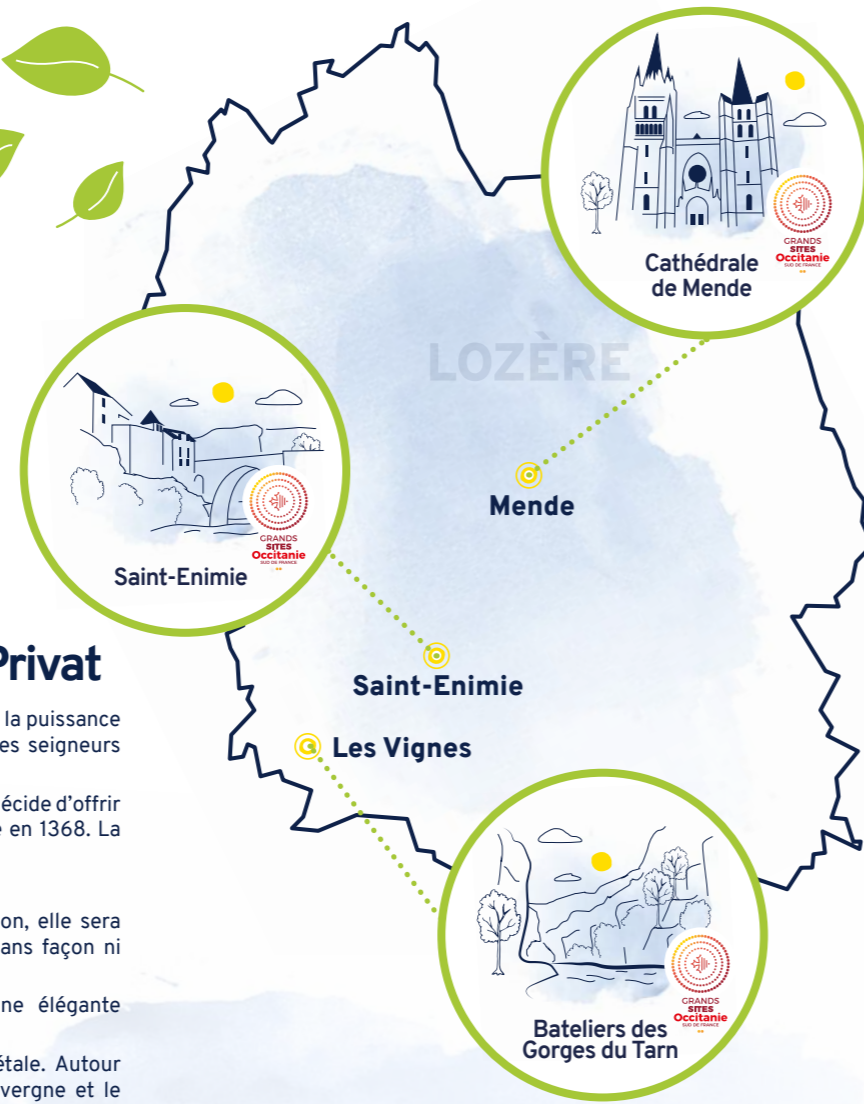 Cathédrale
de Mende
GRANDS
SITES
Occitanie
SUD DE FRANCE
LOZÈRE
Mende
Saint-Enimie
GRANDS
SITES
Occitanie
SUD DE FRANCE
Saint-Enimie
Les Vignes
Bateliers des
Gorges du Tarn
GRANDS
SITES
Occitanie
SUD DE FRANCE
Privat
la puissance
es seigneurs
écide d'offrir
e en 1368. La
on, elle sera
ans façon ni
ne élégante
étale. Autour
vergne et le